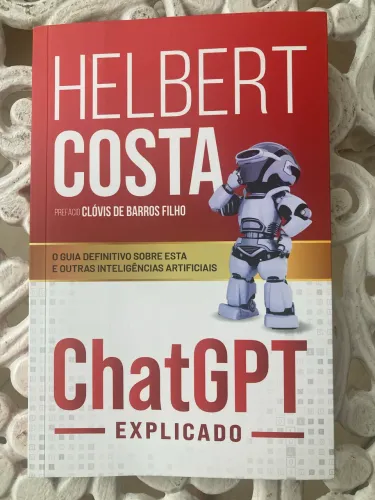 HELBERT
COSTA
PREFÁCIO CLÓVIS DE BARROS FILHO
O GUIA DEFINITIVO SOBRE ESTA
E OUTRAS INTELIGÊNCIAS ARTIFICIAIS
ChatGPT
EXPLICADO